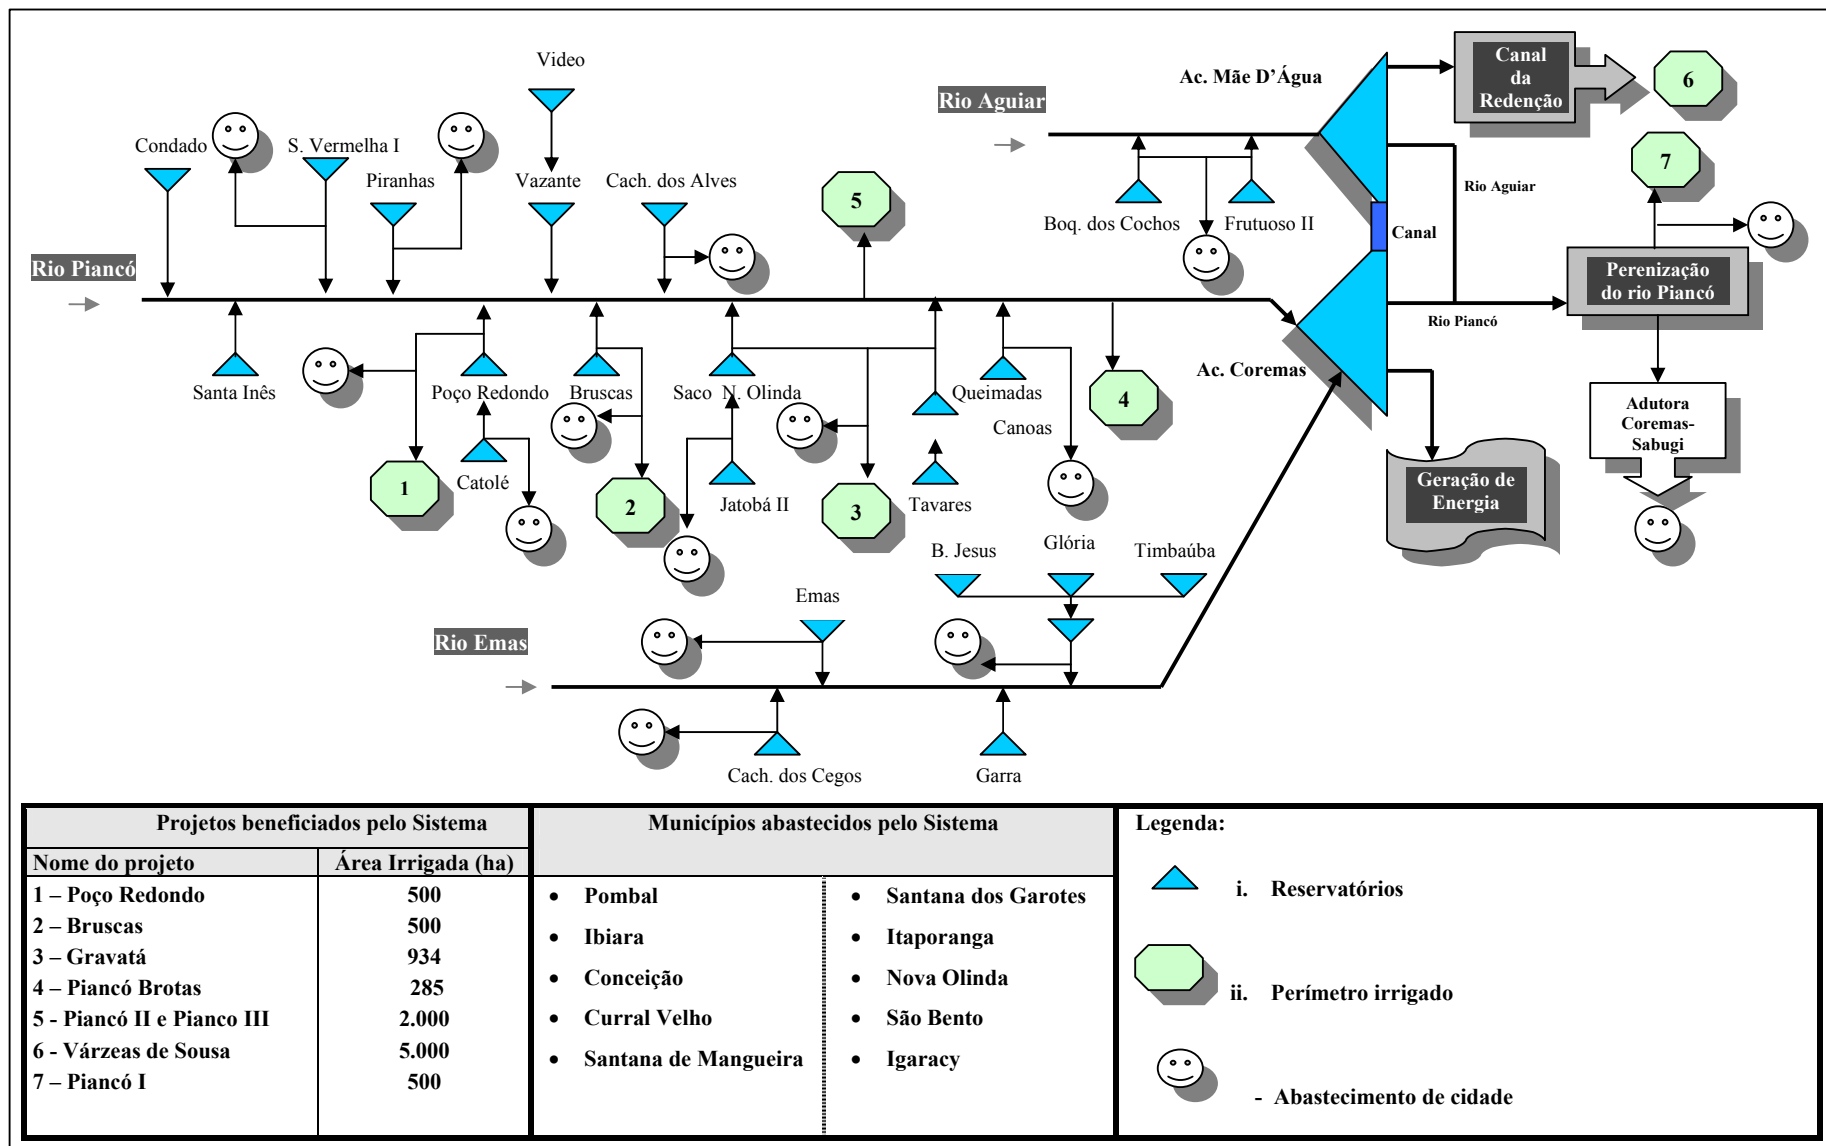 Video
Condado
S. Vermelha I
Piranhas
Vazante
Cach. dos Alves
5
Rio Aguiar
Ac. Mãe D'Água
Canal
da
Redenção
6
7
Boq. dos Cochos
Frutuoso II
Rio Aguiar
Canal
Rio Piancó
Perenização
do rio Piancó
Rio Piancó
Santa Inês
Poço Redondo
Bruscas
Saco N. Olinda
Queimadas
4
Ac. Coremas
Canoas
Adutora
Coremas-
Sabugi
1
Catolé
2
Jatobá II
3
Tavares
Geração de
Energia
B. Jesus
Glória
Timbaúba
Emas
Rio Emas
Cach. dos Cegos
Garra
Projetos beneficiados pelo Sistema
Nome do projeto Área Irrigada (ha)
1 – Poço Redondo 500
2 – Bruscas 500
3 – Gravatá 934
4 – Piancó Brotas 285
5 - Piancó II e Pianco III 2.000
6 - Várzeas de Sousa 5.000
7 – Piancó I 500
Municípios abastecidos pelo Sistema
• Pombal
• Ibiara
• Conceição
• Curral Velho
• Santana de Mangueira
• Santana dos Garotes
• Itaporanga
• Nova Olinda
• São Bento
• Igaracy
Legenda:
i. Reservatórios
ii. Perímetro irrigado
- Abastecimento de cidade